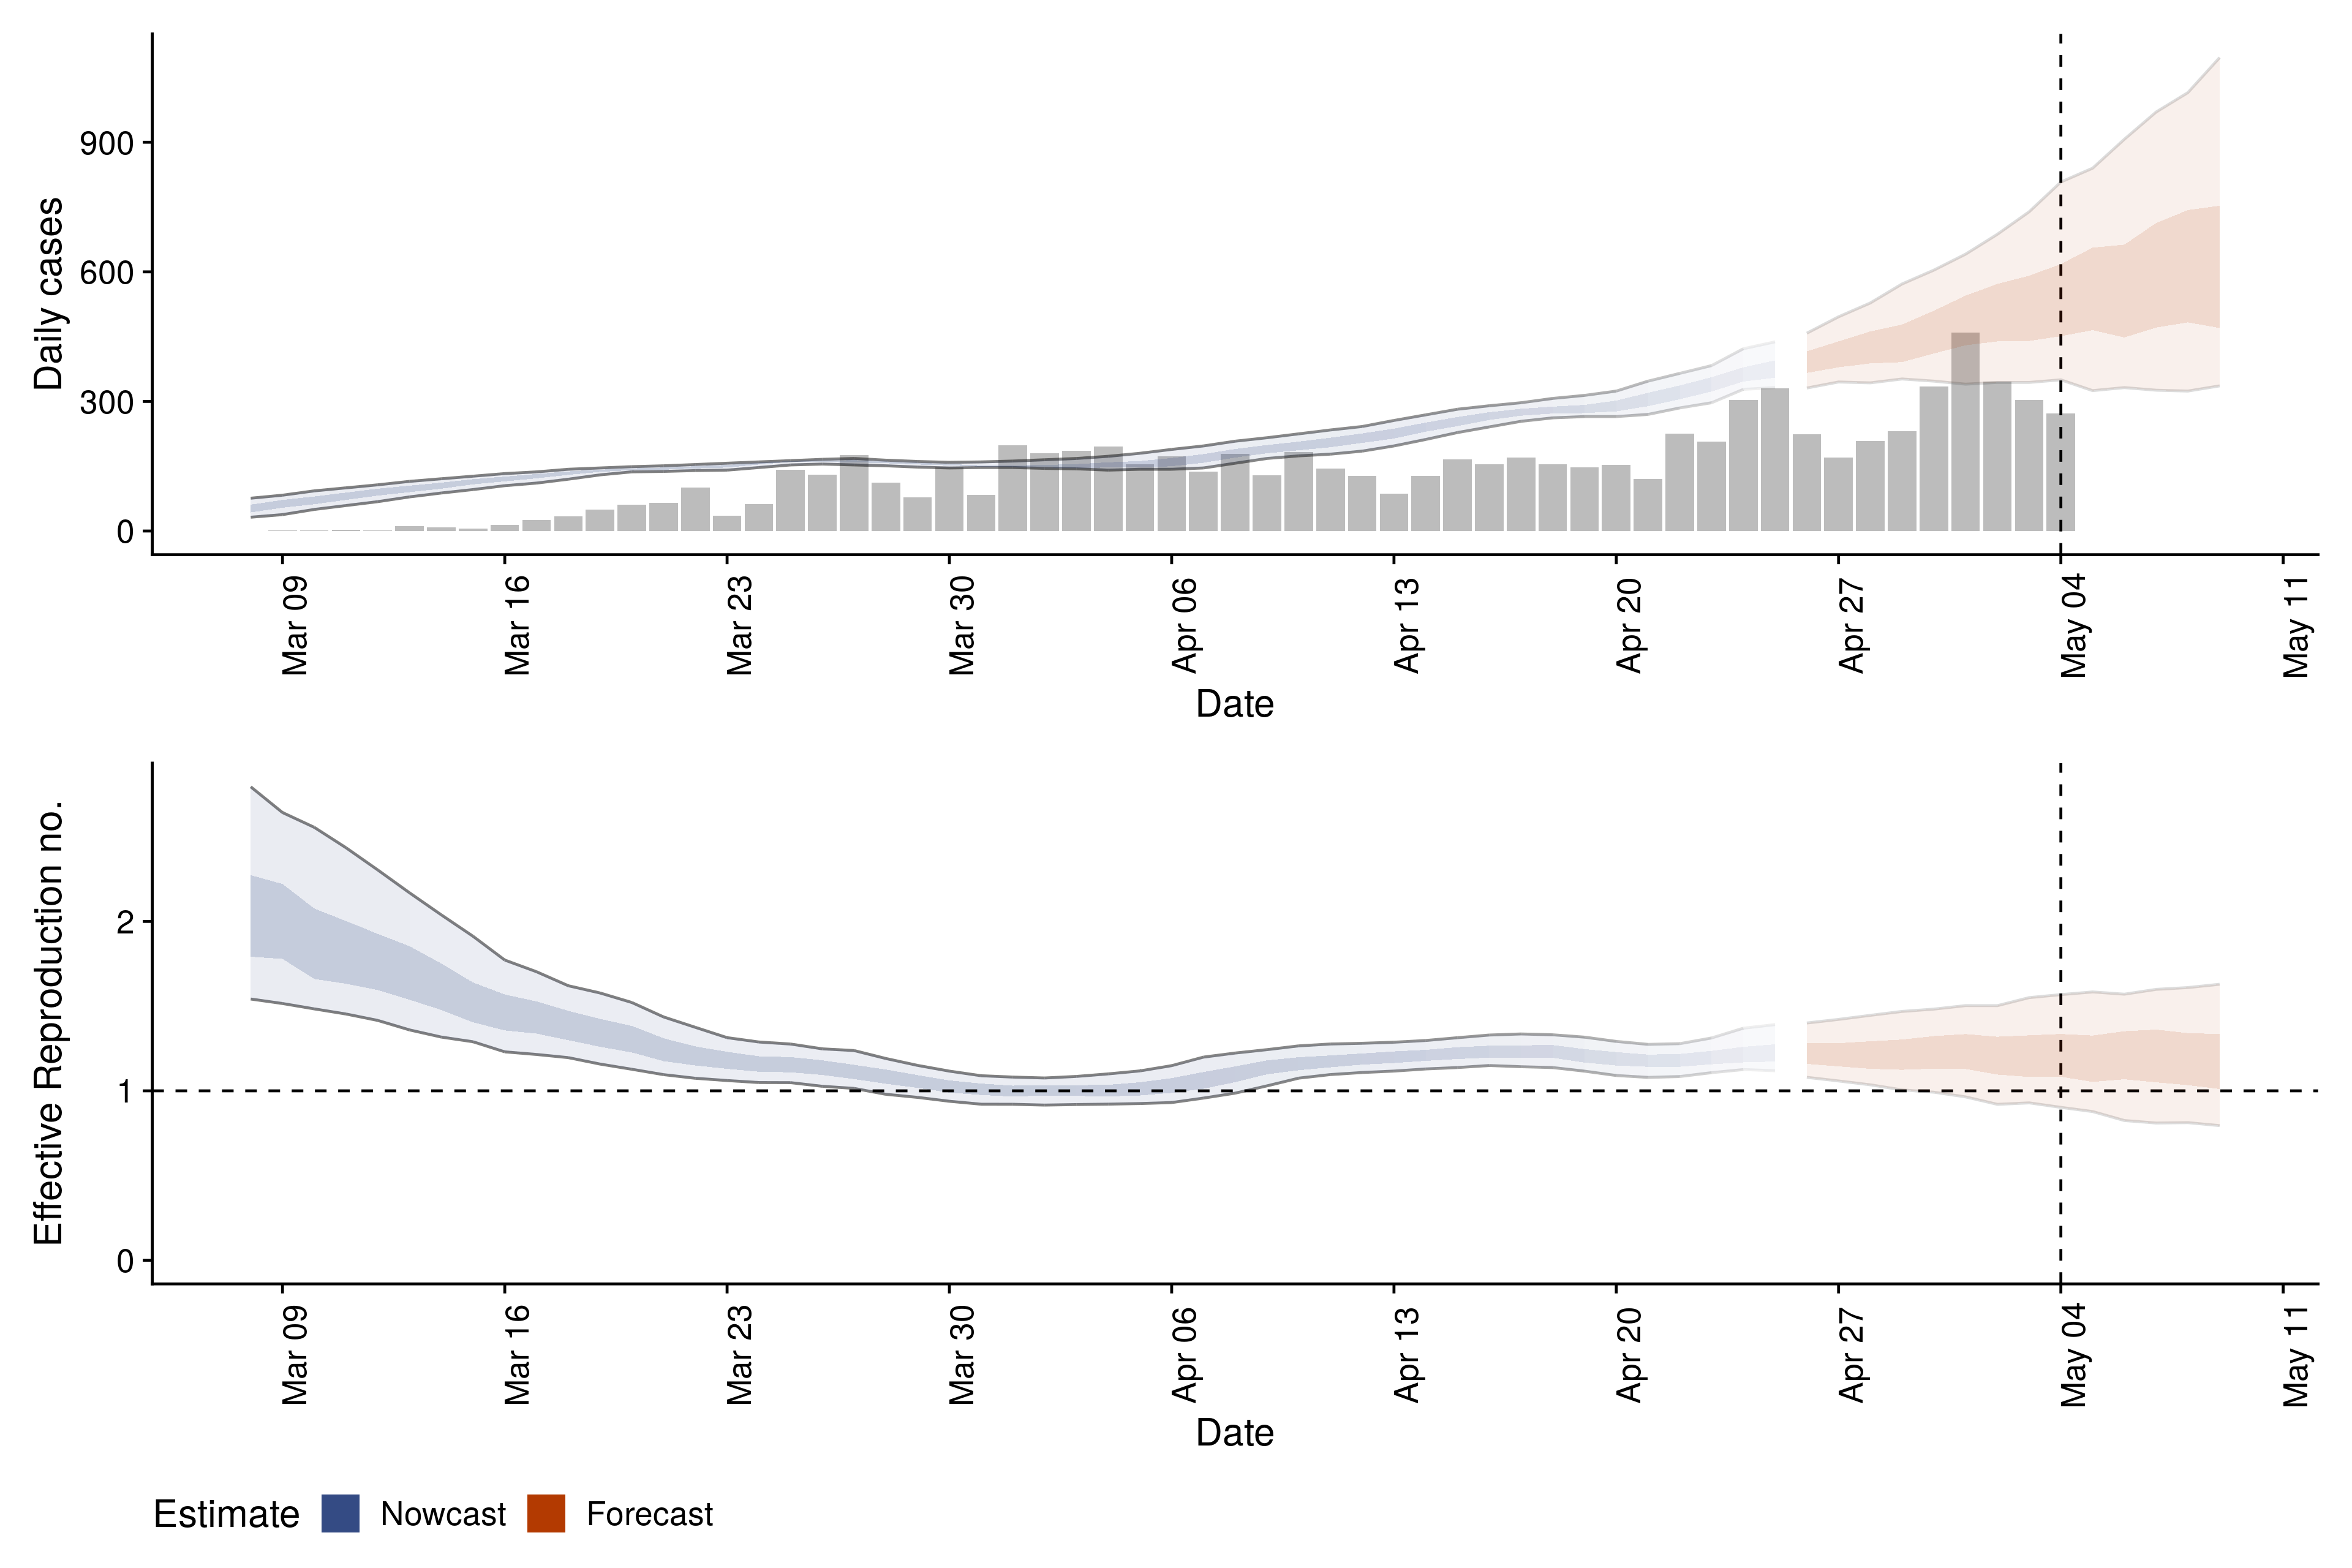 Daily cases
900
600
300
0
Mar 09
Mar 16
Mar 23
Mar 30
Apr 06
Apr 13
Apr 20
Apr 27
May 04
May 11
Date
Effective Reproduction no.
2
1
0
Mar 09
Mar 16
Mar 23
Mar 30
Apr 06
Apr 13
Apr 20
Apr 27
May 04
May 11
Date
Estimate Nowcast Forecast